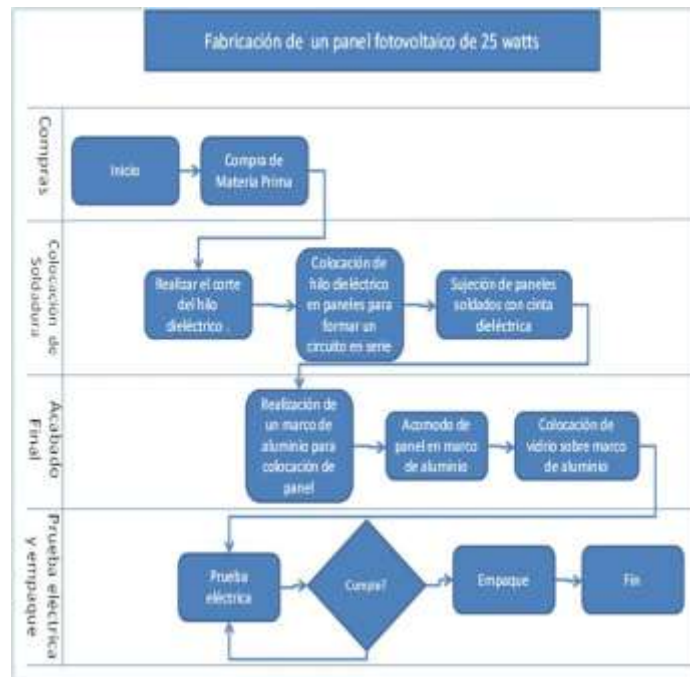 Fabricación de un panel fotovoltaico de 25 watts
Compras
Inicio
Compra de
Materia Prima
Colocación de
Soldadura
Realizar el corte
del hilo
dieléctrico .
Colocación de
hilo dieléctrico
en paneles para
formar un
circuito en serie
Sujeción de paneles
soldados con cinta
dieléctrica
Acabado
Final
Realización de
un marco de
aluminio para
colocación de
panel
Acomodo de
panel en marco
de aluminio
Colocación de
vidrio sobre marco
de aluminio
Prueba eléctrica
y empaque
Prueba
eléctrica
Empaque
Fin